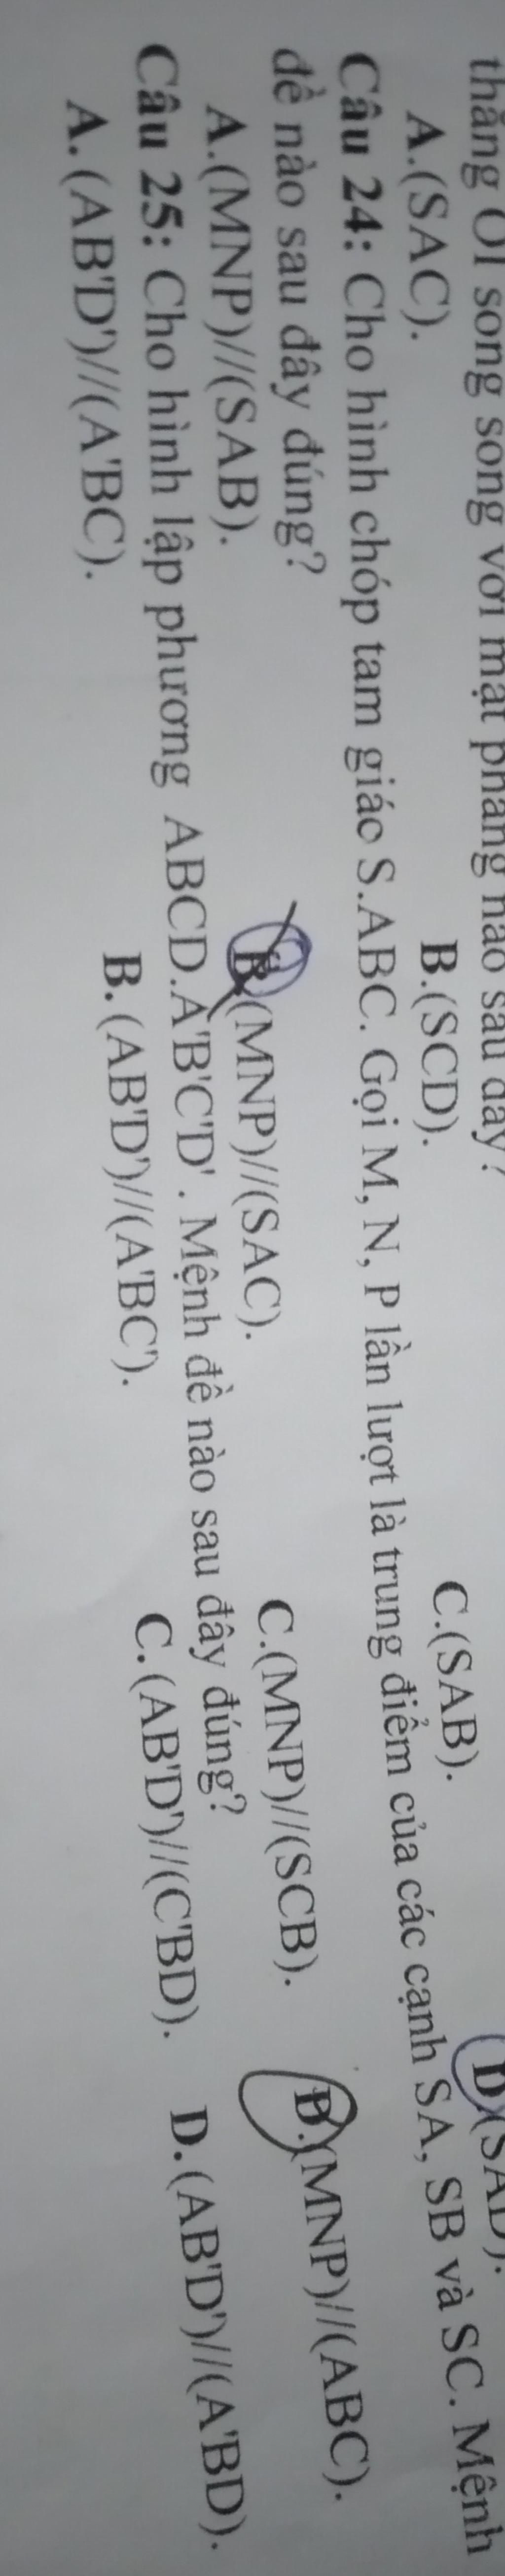 thẳng OI song song với mặt phẳng nào sau đây?
A.(SAC). B.(SCD). C.(SAB). D.(SAD).
Câu 24: Cho hình chóp tam giác S.ABC. Gọi M, N, P lần lượt là trung điểm của các cạnh SA, SB và SC. Mệnh
đề nào sau đây đúng?
A.(MNP)//(SAB). B.(MNP)//(SAC). C.(MNP)//(SCB). D.(MNP)//(ABC).
Câu 25: Cho hình lập phương ABCD.A'B'C'D'. Mệnh đề nào sau đây đúng?
A.(AB'D')//(A'BC). B.(AB'D')//(A'BC'). C.(AB'D')//(C'BD). D.(AB'D')//(A'BD).